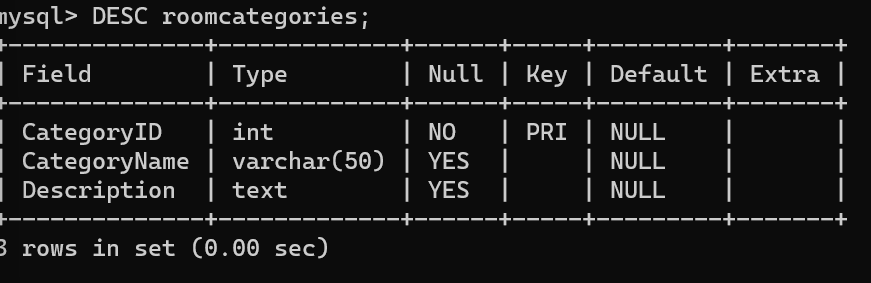 mysql> DESC roomcategories;
+--------------+-------------+------+-----+---------+-------+
| Field        | Type        | Null | Key | Default | Extra |
+--------------+-------------+------+-----+---------+-------+
| CategoryID   | int         | NO   | PRI | NULL    |       |
| CategoryName | varchar(50) | YES  |     | NULL    |       |
| Description  | text        | YES  |     | NULL    |       |
+--------------+-------------+------+-----+---------+-------+
3 rows in set (0.00 sec)